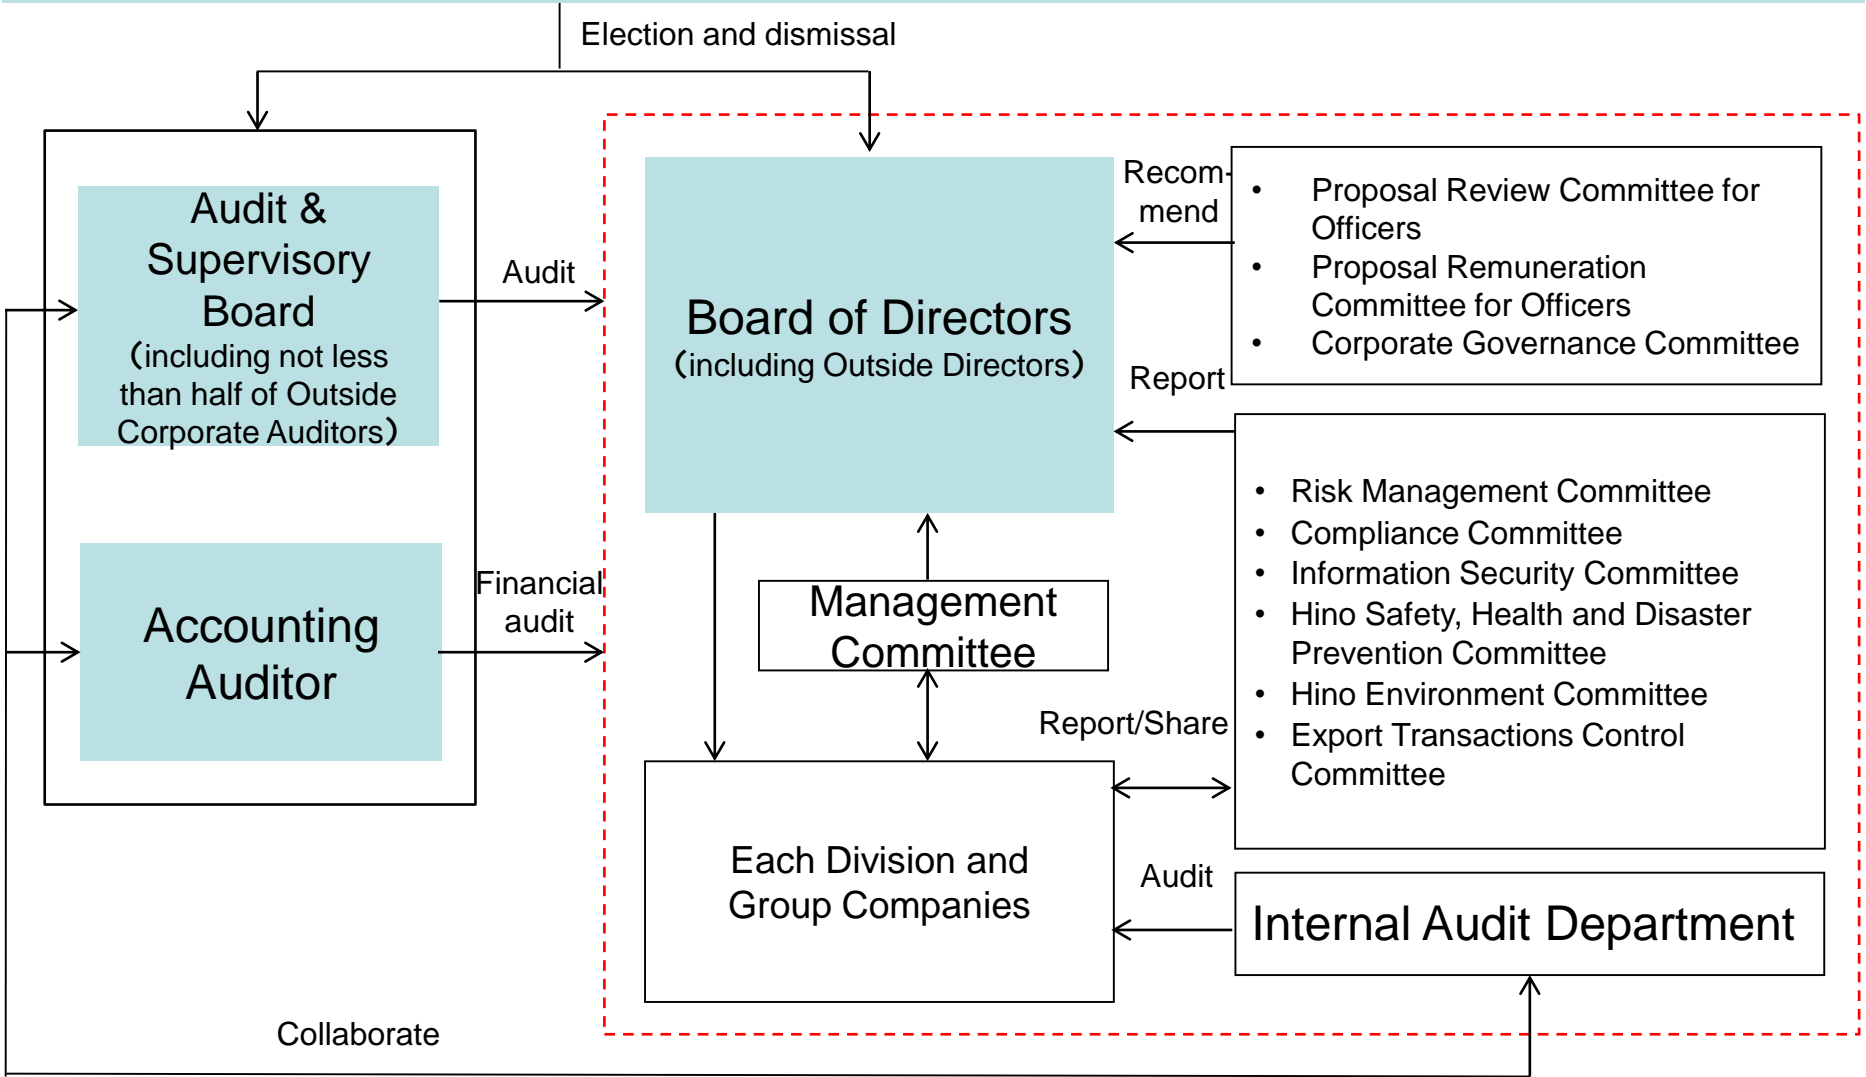 Election and dismissal
Audit &
Supervisory
Board
（including not less
than half of Outside
Corporate Auditors）
Audit
Accounting
Auditor
Financial
audit
Board of Directors
（including Outside Directors）
Recom-
mend
• Proposal Review Committee for
Officers
• Proposal Remuneration
Committee for Officers
• Corporate Governance Committee
Report
• Risk Management Committee
• Compliance Committee
• Information Security Committee
• Hino Safety, Health and Disaster
Prevention Committee
• Hino Environment Committee
• Export Transactions Control
Committee
Management
Committee
Report/Share
Each Division and
Group Companies
Audit
Internal Audit Department
Collaborate